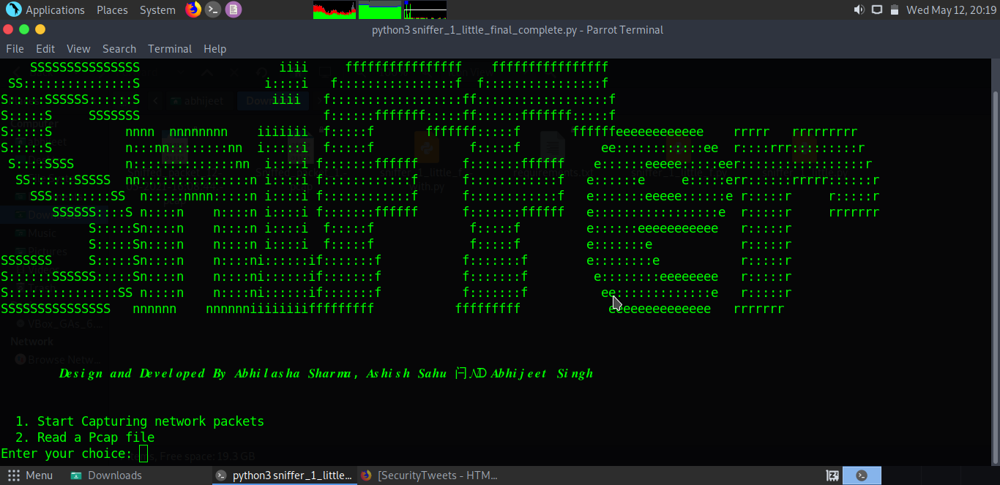 Applications Places System Wed May 12, 20:19
python3 sniffer_1_little_final_complete.py - Parrot Terminal
File Edit View Search Terminal Help
    SSSSSSSSSSSSSSS                   iiii     ffffffffffffffff    ffffffffffffffff
 SS:::::::::::::::S                 i::::i   f::::::::::::::::f  f::::::::::::::::f
S:::::SSSSSS::::::S                  iiii   f::::::::::::::::::ff::::::::::::::::::f
S:::::S     SSSSSSS                         f::::::fffffff:::::ff::::::fffffff:::::f
S:::::S          nnnn  nnnnnnnn    iiiiiii  f:::::f       fffffff:::::f       ffffffeeeeeeeeeeee    rrrrr   rrrrrrrrr
S:::::S          n:::nn::::::::nn  i:::::i  f:::::f             f:::::f           ee::::::::::::ee  r::::rrr:::::::::r
 S::::SSSS       n::::::::::::::nn  i::::i f:::::::ffffff      f:::::::ffffff    e::::::eeeee:::::eer:::::::::::::::::r
  SS::::::SSSSS  nn:::::::::::::::n i::::i f::::::::::::f      f::::::::::::f   e::::::e     e:::::err::::::rrrrr::::::r
    SSS::::::::SS  n:::::nnnn:::::n i::::i f::::::::::::f      f::::::::::::f   e:::::::eeeee::::::e r:::::r     r:::::r
       SSSSSS::::S n::::n    n::::n i::::i f:::::::ffffff      f:::::::ffffff   e:::::::::::::::::e  r:::::r     rrrrrrr
            S:::::Sn::::n    n::::n i::::i f:::::f              f:::::f         e::::::eeeeeeeeeee   r:::::r
            S:::::Sn::::n    n::::n i::::i f:::::f              f:::::f         e:::::::e            r:::::r
SSSSSSS     S:::::Sn::::n    n::::ni::::::if:::::::f           f:::::::f        e::::::::e           r:::::r
S::::::SSSSSS:::::Sn::::n    n::::ni::::::if:::::::f           f:::::::f         e::::::::eeeeeeee   r:::::r
S:::::::::::::::SS n::::n    n::::ni::::::if:::::::f           f:::::::f          ee:::::::::::::e   r:::::r
SSSSSSSSSSSSSSS   nnnnnn    nnnnnniiiiiiiifffffffff           fffffffff            eeeeeeeeeeeeee   rrrrrrr
Design and Developed By Abhilasha Sharma, Ashish Sahu Abhijeet Singh
1. Start Capturing network packets
2. Read a Pcap file
Enter your choice:
Menu Downloads python3 sniffer_1_little... [SecurityTweets - HTM...